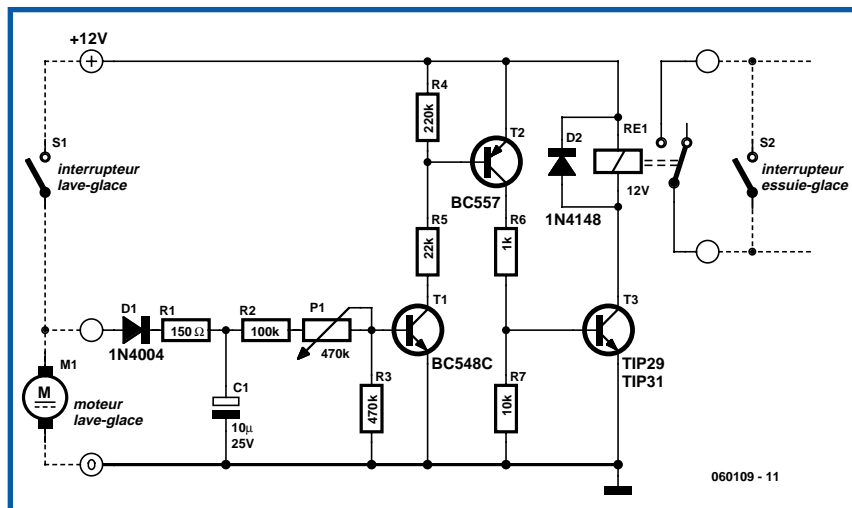 +12V
S1
interrupteur
lave-glace
R4
220k
T2
BC557
D2
1N4148
RE1
12V
S2
interrupteur
essuie-glace
R5
22k
R6
1k
D1
1N4004
R1
150 Ω
R2
100k
P1
470k
T1
BC548C
T3
TIP29
TIP31
M1
M
moteur
lave-glace
C1
10µ
25V
R3
470k
R7
10k
0
060109 - 11